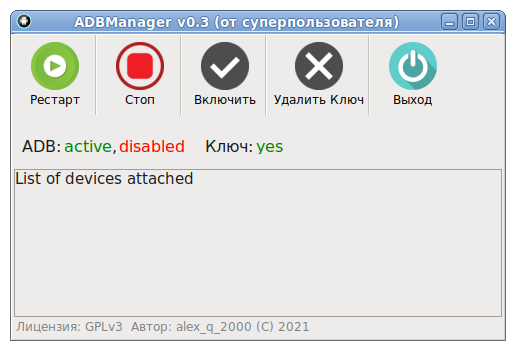 ADBManager v0.3 (от суперпользователя)
Рестарт Стоп Включить Удалить Ключ Выход
ADB: active, disabled Ключ: yes
List of devices attached
Лицензия: GPLv3 Автор: alex_q_2000 (C) 2021